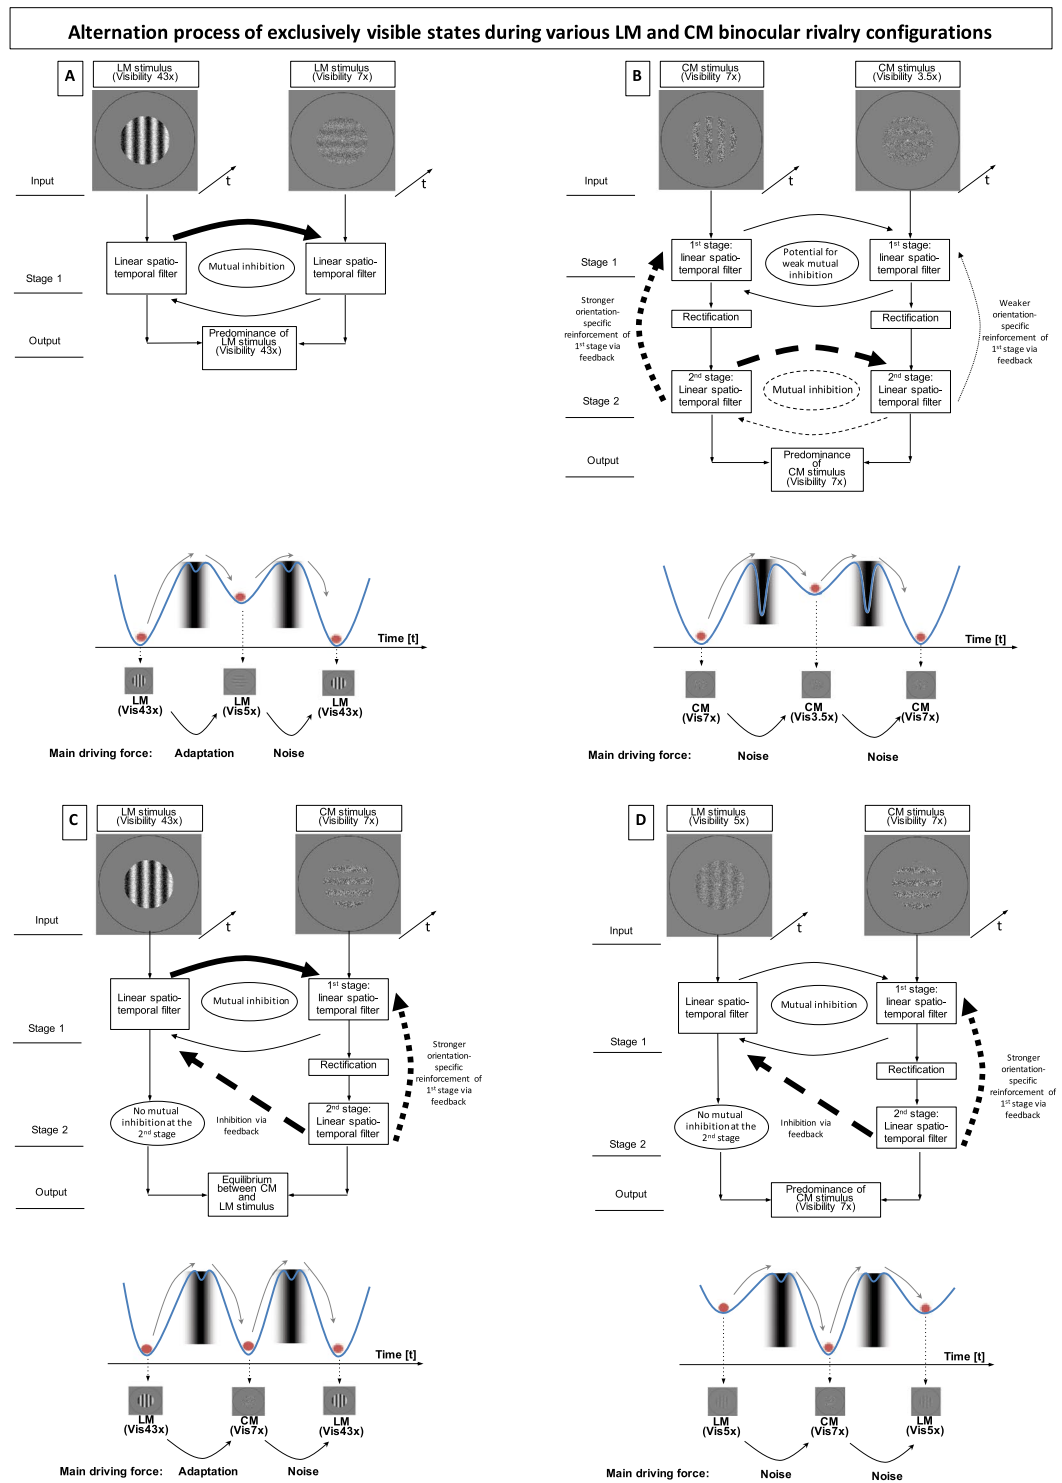 Alternation process of exclusively visible states during various LM and CM binocular rivalry configurations
A
LM stimulus
(Visibility 43x)
LM stimulus
(Visibility 7x)
t
t
Input
Linear spatio-
temporal filter
Mutual inhibition
Linear spatio-
temporal filter
Stage 1
Output
Predominance of
LM stimulus
(Visibility 43x)
Time [t]
LM
(Vis43x)
LM
(Vis5x)
LM
(Vis43x)
Main driving force:
Adaptation
Noise
B
CM stimulus
(Visibility 7x)
CM stimulus
(Visibility 3.5x)
t
t
Input
1st stage:
linear spatio-
temporal filter
Potential for
weak mutual
inhibition
1st stage:
linear spatio-
temporal filter
Stage 1
Stronger
orientation-
specific
reinforcement of
1st stage via
feedback
Rectification
Rectification
Weaker
orientation-
specific
reinforcement of
1st stage via
feedback
2nd stage:
Linear spatio-
temporal filter
Mutual inhibition
2nd stage:
Linear spatio-
temporal filter
Stage 2
Output
Predominance
of
CM stimulus
(Visibility 7x)
Time [t]
CM
(Vis7x)
CM
(Vis3.5x)
CM
(Vis7x)
Main driving force:
Noise
Noise
C
LM stimulus
(Visibility 43x)
CM stimulus
(Visibility 7x)
t
t
Input
Linear spatio-
temporal filter
Mutual inhibition
1st stage:
linear spatio-
temporal filter
Stage 1
Rectification
Stronger
orientation-
specific
reinforcement of
1st stage via
feedback
No mutual
inhibition at the
2nd stage
Inhibition via
feedback
2nd stage:
Linear spatio-
temporal filter
Stage 2
Output
Equilibrium
between CM
and
LM stimulus
Time [t]
LM
(Vis43x)
CM
(Vis7x)
LM
(Vis43x)
Main driving force:
Adaptation
Noise
D
LM stimulus
(Visibility 5x)
CM stimulus
(Visibility 7x)
t
t
Input
Linear spatio-
temporal filter
Mutual inhibition
1st stage:
linear spatio-
temporal filter
Stage 1
Rectification
Stronger
orientation-
specific
reinforcement of
1st stage via
feedback
No mutual
inhibition at the
2nd stage
Inhibition via
feedback
2nd stage:
Linear spatio-
temporal filter
Stage 2
Output
Predominance of
CM stimulus
(Visibility 7x)
Time [t]
LM
(Vis5x)
CM
(Vis7x)
LM
(Vis5x)
Main driving force:
Noise
Noise